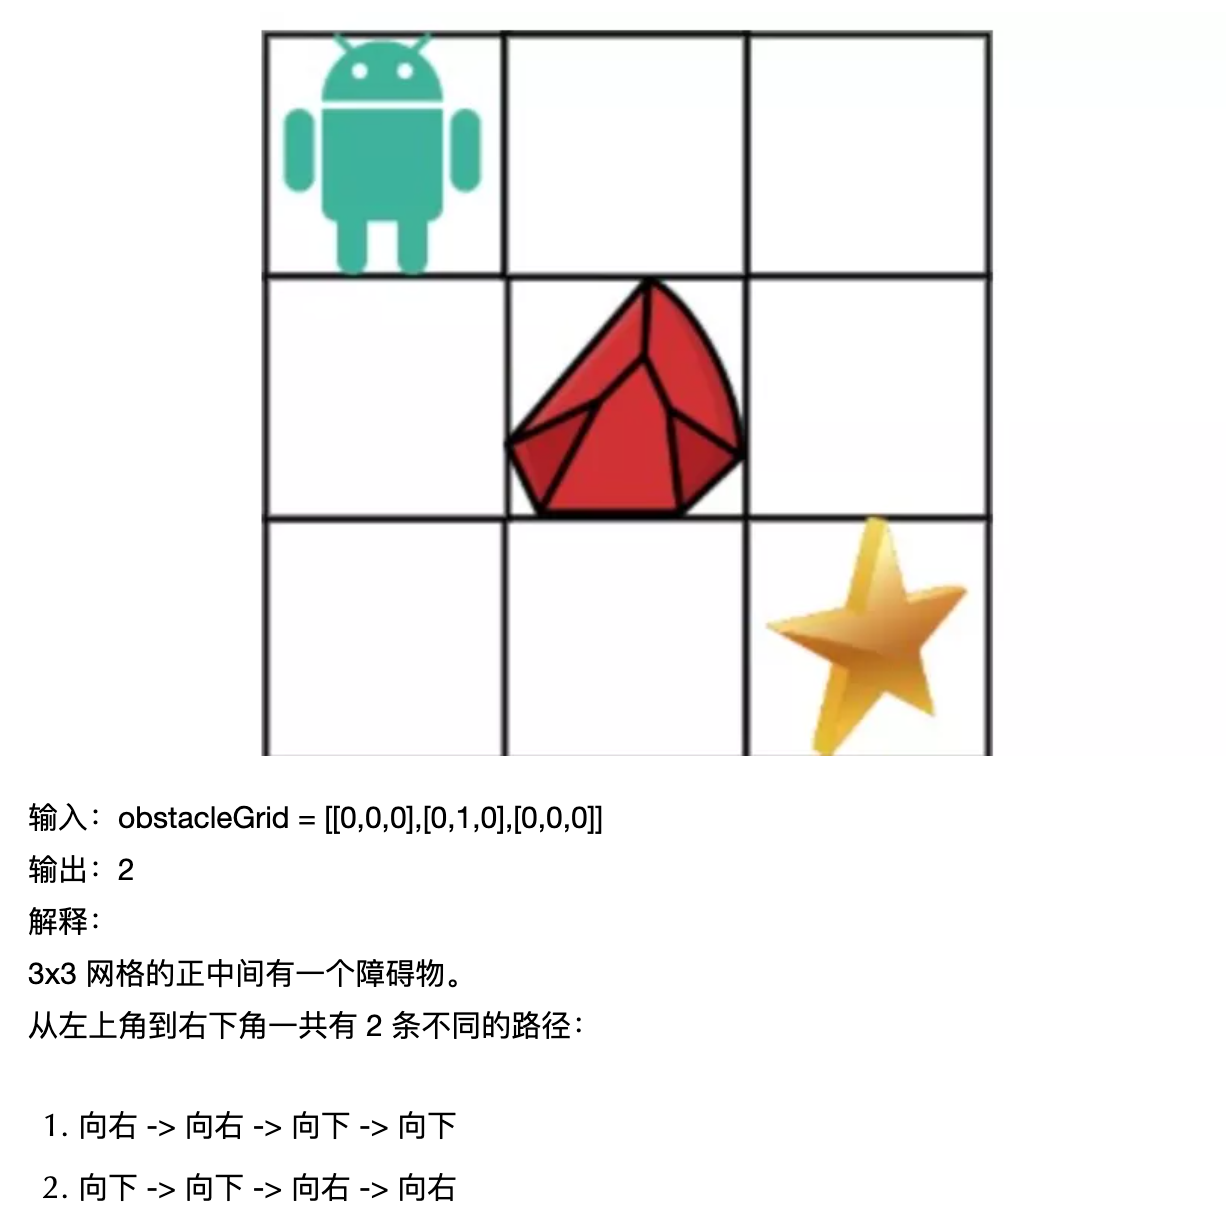 输入：obstacleGrid = [[0,0,0],[0,1,0],[0,0,0]]
输出：2
解释：
3x3 网格的正中间有一个障碍物。
从左上角到右下角一共有 2 条不同的路径：
1. 向右 -> 向右 -> 向下 -> 向下
2. 向下 -> 向下 -> 向右 -> 向右